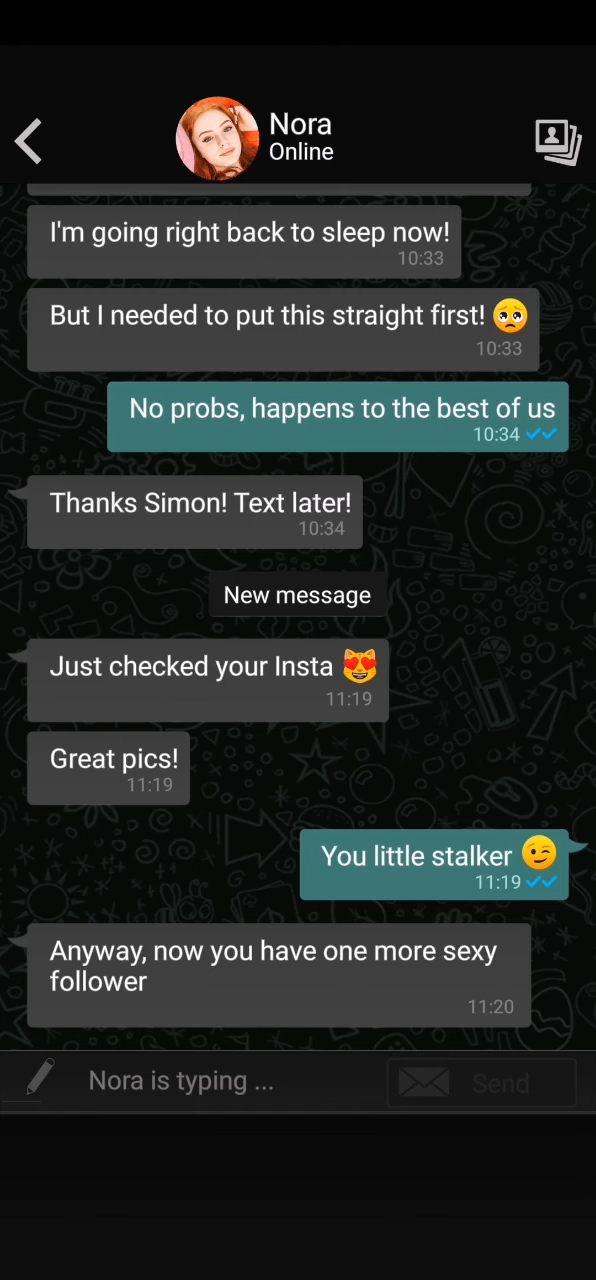 Nora
Online
I'm going right back to sleep now!
10:33
But I needed to put this straight first! 🥺
10:33
No probs, happens to the best of us
10:34
Thanks Simon! Text later!
10:34
New message
Just checked your Insta 😻
11:19
Great pics!
11:19
You little stalker 😉
11:19
Anyway, now you have one more sexy
follower
11:20
Nora is typing ...
Send